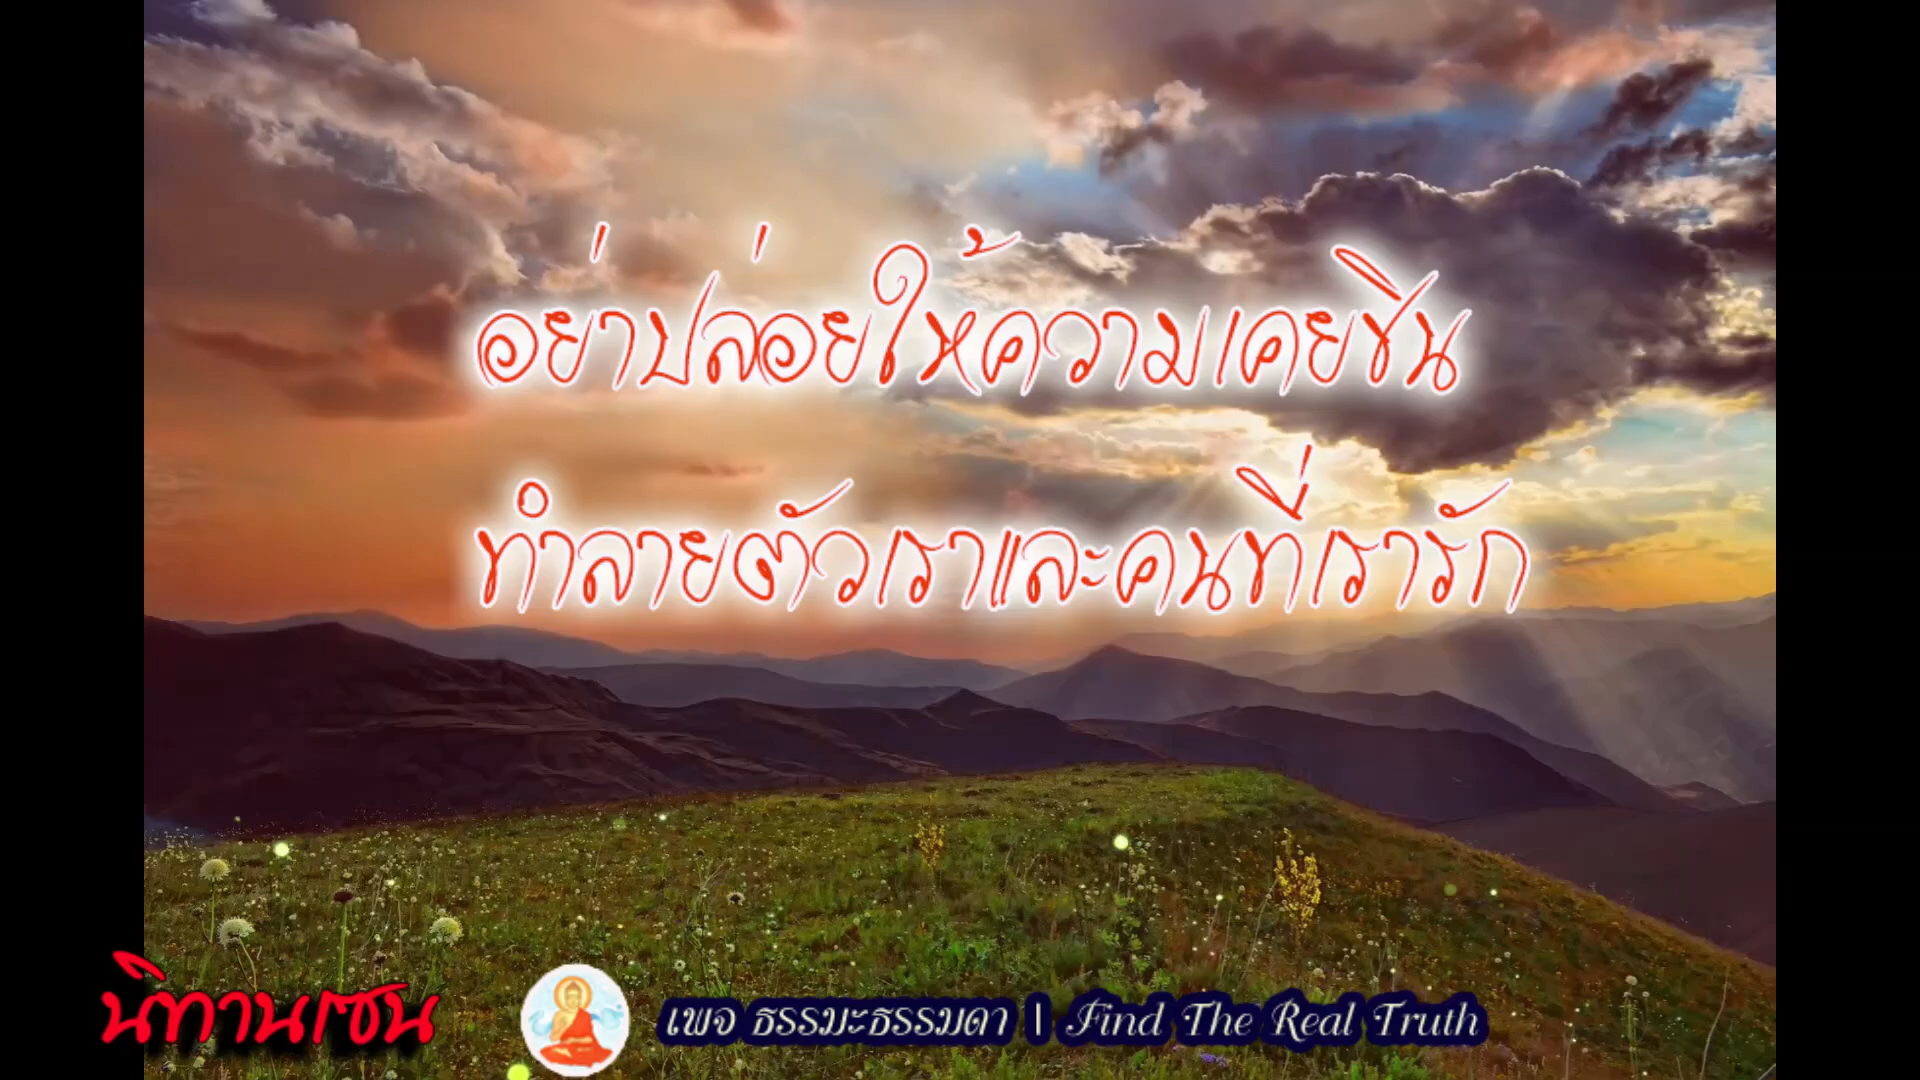 อย่าปล่อยให้ความเคยชิน
ทำลายตัวเราและคนที่เรารัก
นิทานเซน
เพจ ธรรมะธรรมดา | Find The Real Truth